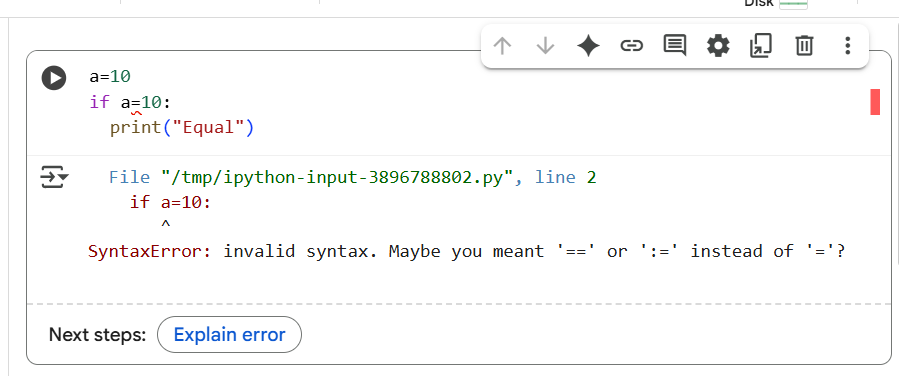 Disk
a=10
if a=10:
  print("Equal")
File "/tmp/ipython-input-3896788802.py", line 2
    if a=10:
       ^
SyntaxError: invalid syntax. Maybe you meant '==' or ':=' instead of '='?
Next steps: Explain error